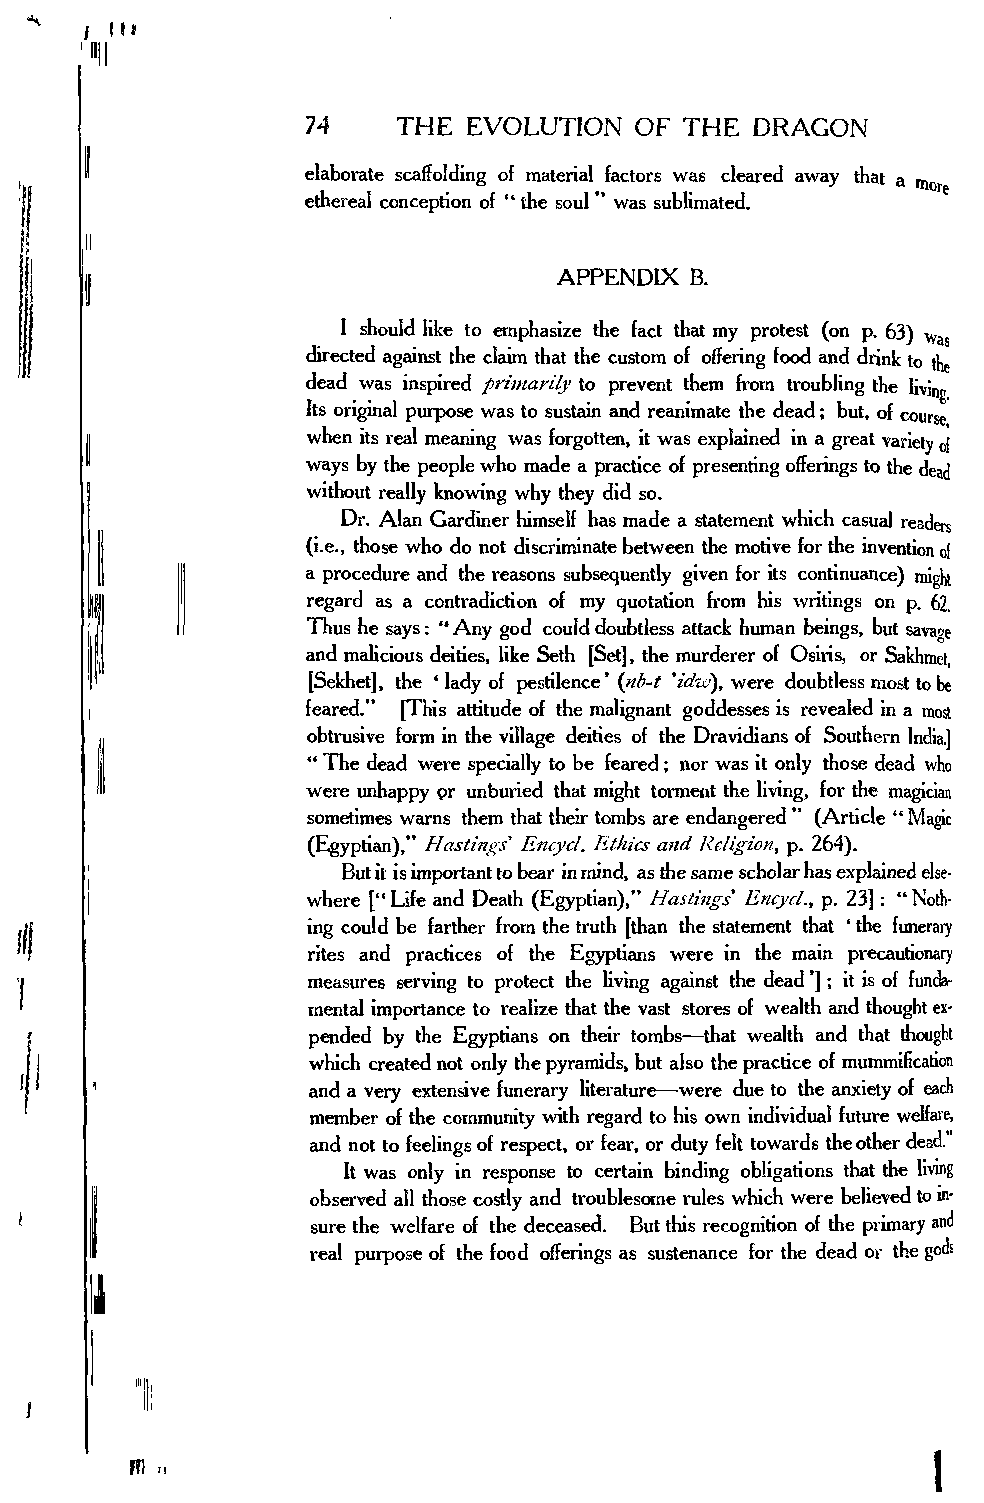 74 THE EVOLUTION OF THE DRAGON
elaborate scaffolding of material factors was cleared away that a more
ethereal conception of “the soul” was sublimated.
APPENDIX B.
I should like to emphasize the fact that my protest (on p. 63) was
directed against the claim that the custom of offering food and drink to the
dead was inspired primarily to prevent them from troubling the living.
Its original purpose was to sustain and reanimate the dead; but, of course,
when its real meaning was forgotten, it was explained in a great variety of
ways by the people who made a practice of presenting offerings to the dead
without really knowing why they did so.
Dr. Alan Gardiner himself has made a statement which casual readers
(i.e., those who do not discriminate between the motive for the invention of
a procedure and the reasons subsequently given for its continuance) might
regard as a contradiction of my quotation from his writings on p. 62.
Thus he says: “Any god could doubtless attack human beings, but savage
and malicious deities, like Seth [Set], the murderer of Osiris, or Sakhmet,
[Sekhet], the ‘lady of pestilence’ (nb-t ’idw), were doubtless most to be
feared.” [This attitude of the malignant goddesses is revealed in a most
obtrusive form in the village deities of the Dravidians of Southern India.]
“The dead were specially to be feared; nor was it only those dead who
were unhappy or unburied that might torment the living, for the magician
sometimes warns them that their tombs are endangered” (Article “Magic
(Egyptian),” Hastings’ Encycl. Ethics and Religion, p. 264).
But it is important to bear in mind, as the same scholar has explained else-
where [“Life and Death (Egyptian),” Hastings’ Encycl., p. 23]: “Noth-
ing could be farther from the truth [than the statement that ‘the funerary
rites and practices of the Egyptians were in the main precautionary
measures serving to protect the living against the dead’]; it is of funda-
mental importance to realize that the vast stores of wealth and thought ex-
pended by the Egyptians on their tombs—that wealth and that thought
which created not only the pyramids, but also the practice of mummification
and a very extensive funerary literature—were due to the anxiety of each
member of the community with regard to his own individual future welfare,
and not to feelings of respect, or fear, or duty felt towards the other dead.”
It was only in response to certain binding obligations that the living
observed all those costly and troublesome rules which were believed to in-
sure the welfare of the deceased. But this recognition of the primary and
real purpose of the food offerings as sustenance for the dead or the gods